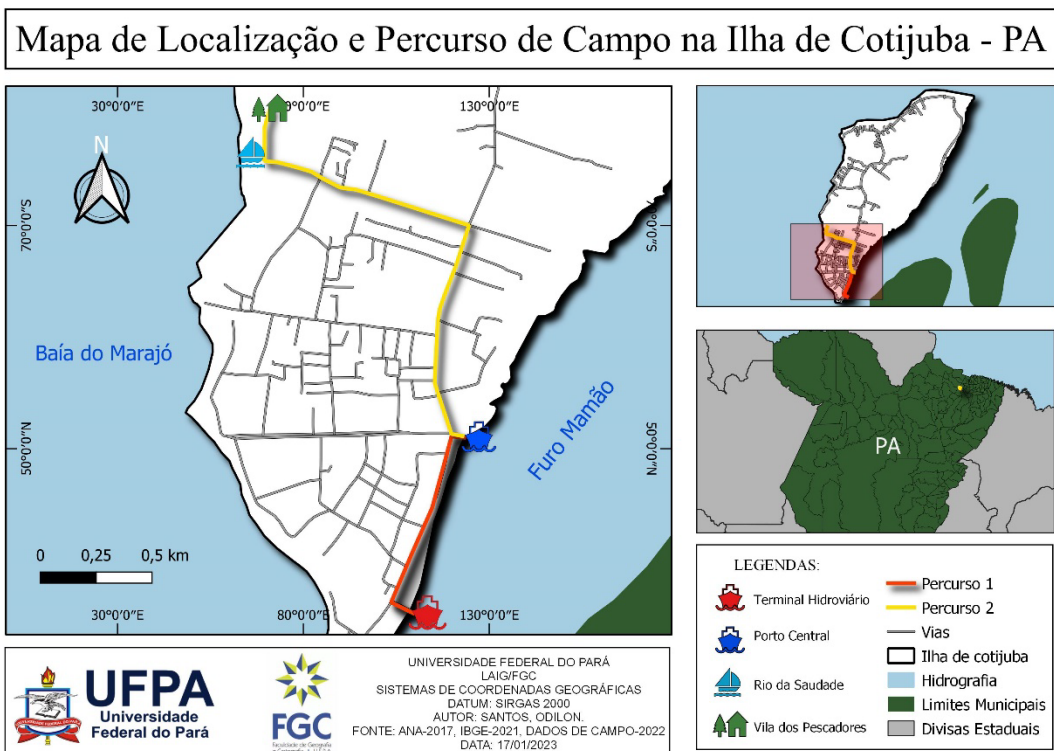 Mapa de Localização e Percurso de Campo na Ilha de Cotijuba - PA
30°0'0"E
130°0'0"E
N
70°0'0"S
Baía do Marajó
Furo Mamão
50°0'0"N
0 0,25 0,5 km
30°0'0"E
80°0'0"E
130°0'0"E
PA
LEGENDAS:
Terminal Hidroviário
Porto Central
Rio da Saudade
Vila dos Pescadores
Percurso 1
Percurso 2
Vias
Ilha de cotijuba
Hidrografia
Limites Municipais
Divisas Estaduais
UFPA
Universidade
Federal do Pará
FGC
UNIVERSIDADE FEDERAL DO PARÁ
LAIG/FGC
SISTEMAS DE COORDENADAS GEOGRÁFICAS
DATUM: SIRGAS 2000
AUTOR: SANTOS, ODILON.
FONTE: ANA-2017, IBGE-2021, DADOS DE CAMPO-2022
DATA: 17/01/2023